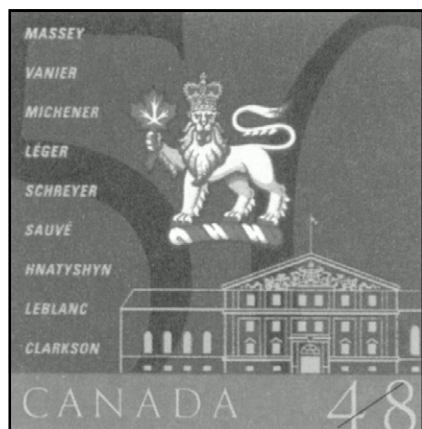 MASSEY
VANIER
MICHENER
LÉGER
SCHREYER
SAUVÉ
HNATYSHYN
LEBLANC
CLARKSON
CANADA 48